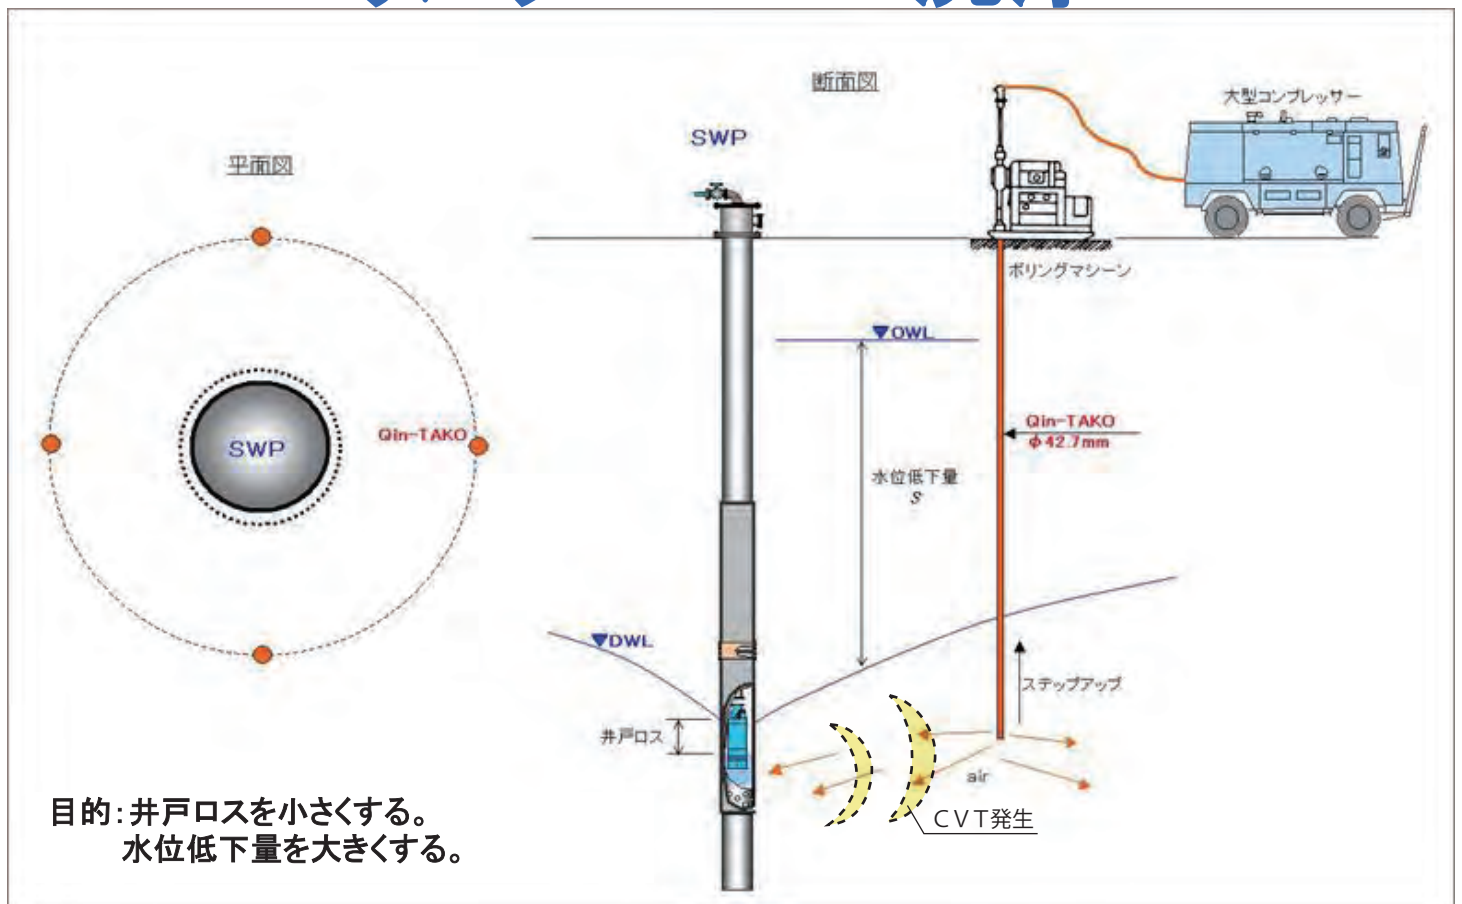 断面図
大型コンプレッサー
SWP
平面図
ボリングマシーン
▼OWL
Qin-TAKO
SWP
Qin-TAKO
φ42.7mm
水位低下量
S
▼DWL
ステップアップ
井戸ロス
air
CVT発生
目的:井戸ロスを小さくする。
水位低下量を大きくする。